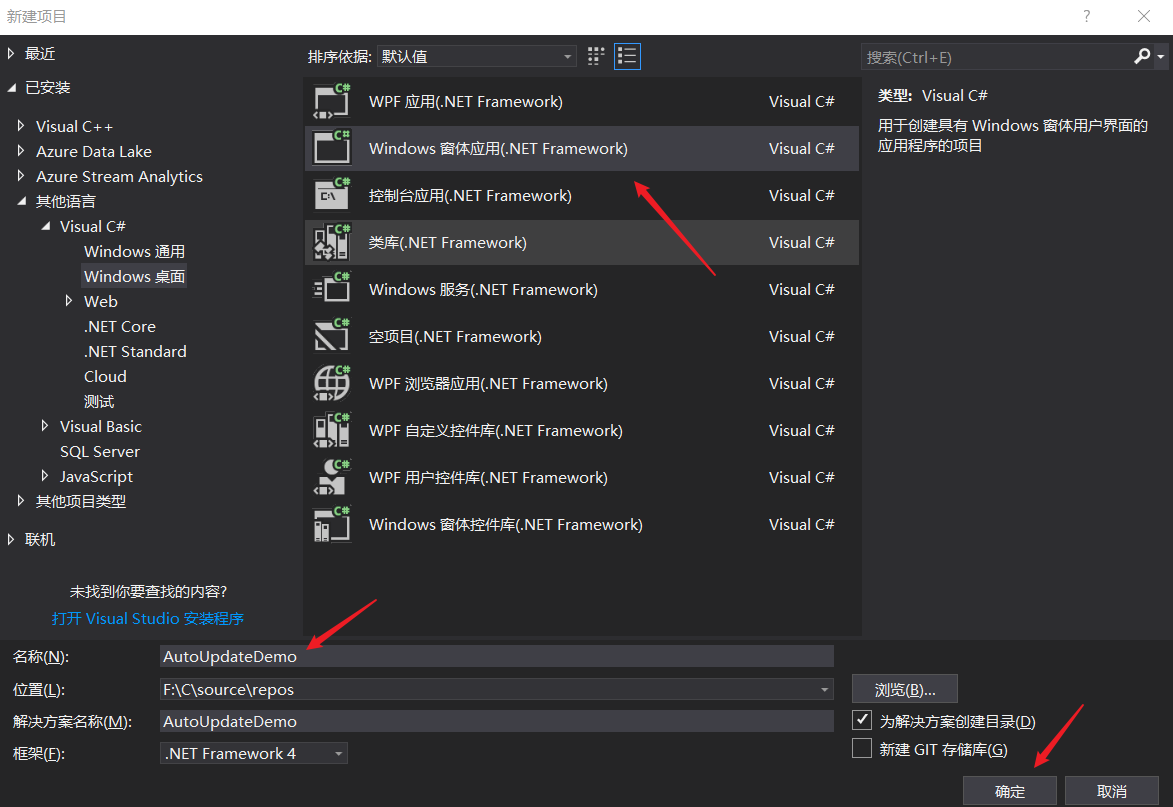 新建项目
?
最近
已安装
Visual C++
Azure Data Lake
Azure Stream Analytics
其他语言
Visual C#
Windows 通用
Windows 桌面
Web
.NET Core
.NET Standard
Cloud
测试
Visual Basic
SQL Server
JavaScript
其他项目类型
联机
未找到你要查找的内容?
打开 Visual Studio 安装程序
排序依据: 默认值
C# WPF 应用(.NET Framework) Visual C#
C# Windows 窗体应用(.NET Framework) Visual C#
C# C:\ 控制台应用(.NET Framework) Visual C#
C# 类库(.NET Framework) Visual C#
C# Windows 服务(.NET Framework) Visual C#
C# 空项目(.NET Framework) Visual C#
C# WPF 浏览器应用(.NET Framework) Visual C#
C# WPF 自定义控件库(.NET Framework) Visual C#
C# WPF 用户控件库(.NET Framework) Visual C#
C# Windows 窗体控件库(.NET Framework) Visual C#
搜索(Ctrl+E)
类型: Visual C#
用于创建具有 Windows 窗体用户界面的
应用程序的项目
名称(N): AutoUpdateDemo
位置(L): F:\C\source\repos 浏览(B)...
解决方案名称(M): AutoUpdateDemo 为解决方案创建目录(D)
框架(F): .NET Framework 4 新建 GIT 存储库(G)
确定 取消